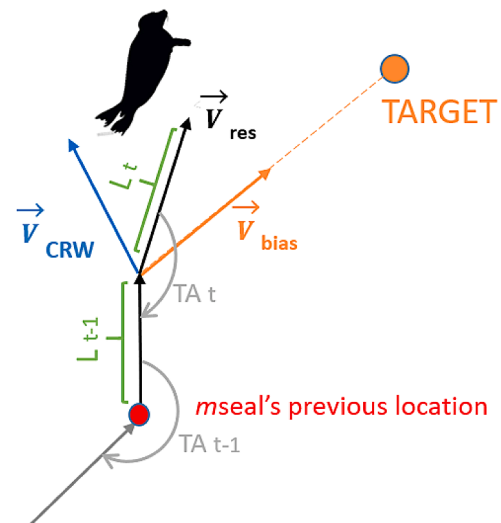 V res
TARGET
L t
V CRW
V bias
TA t
L t-1
mseal's previous location
TA t-1